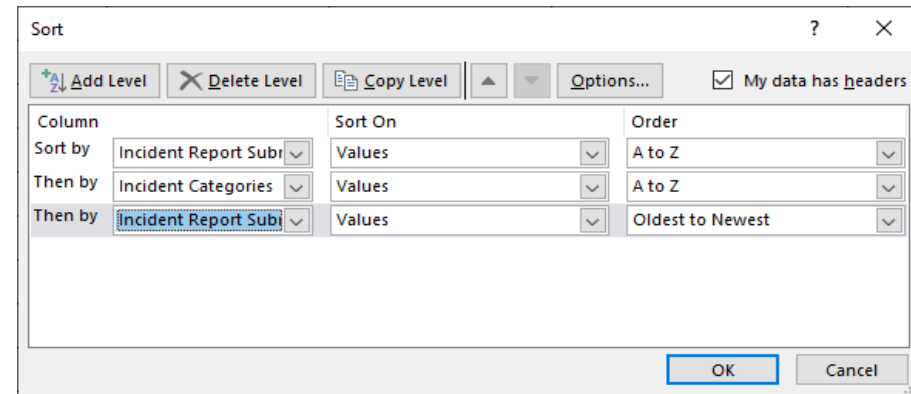 Sort ?
Add Level Delete Level Copy Level Options... My data has headers
Column Sort On Order
Sort by Incident Report Subr Values A to Z
Then by Incident Categories Values A to Z
Then by Incident Report Subi Values Oldest to Newest
OK Cancel